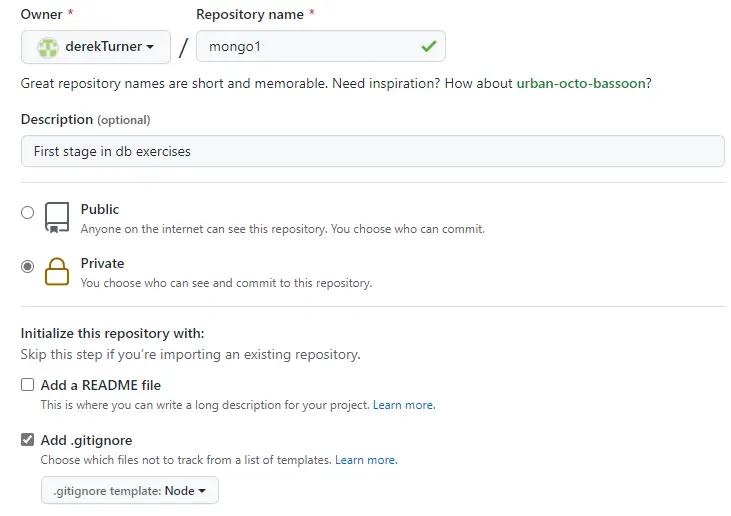 Owner * Repository name *
derekTurner / mongo1
Great repository names are short and memorable. Need inspiration? How about urban-octo-bassoon?
Description (optional)
First stage in db exercises
Public
Anyone on the internet can see this repository. You choose who can commit.
Private
You choose who can see and commit to this repository.
Initialize this repository with:
Skip this step if you're importing an existing repository.
Add a README file
This is where you can write a long description for your project. Learn more.
Add .gitignore
Choose which files not to track from a list of templates. Learn more.
.gitignore template: Node